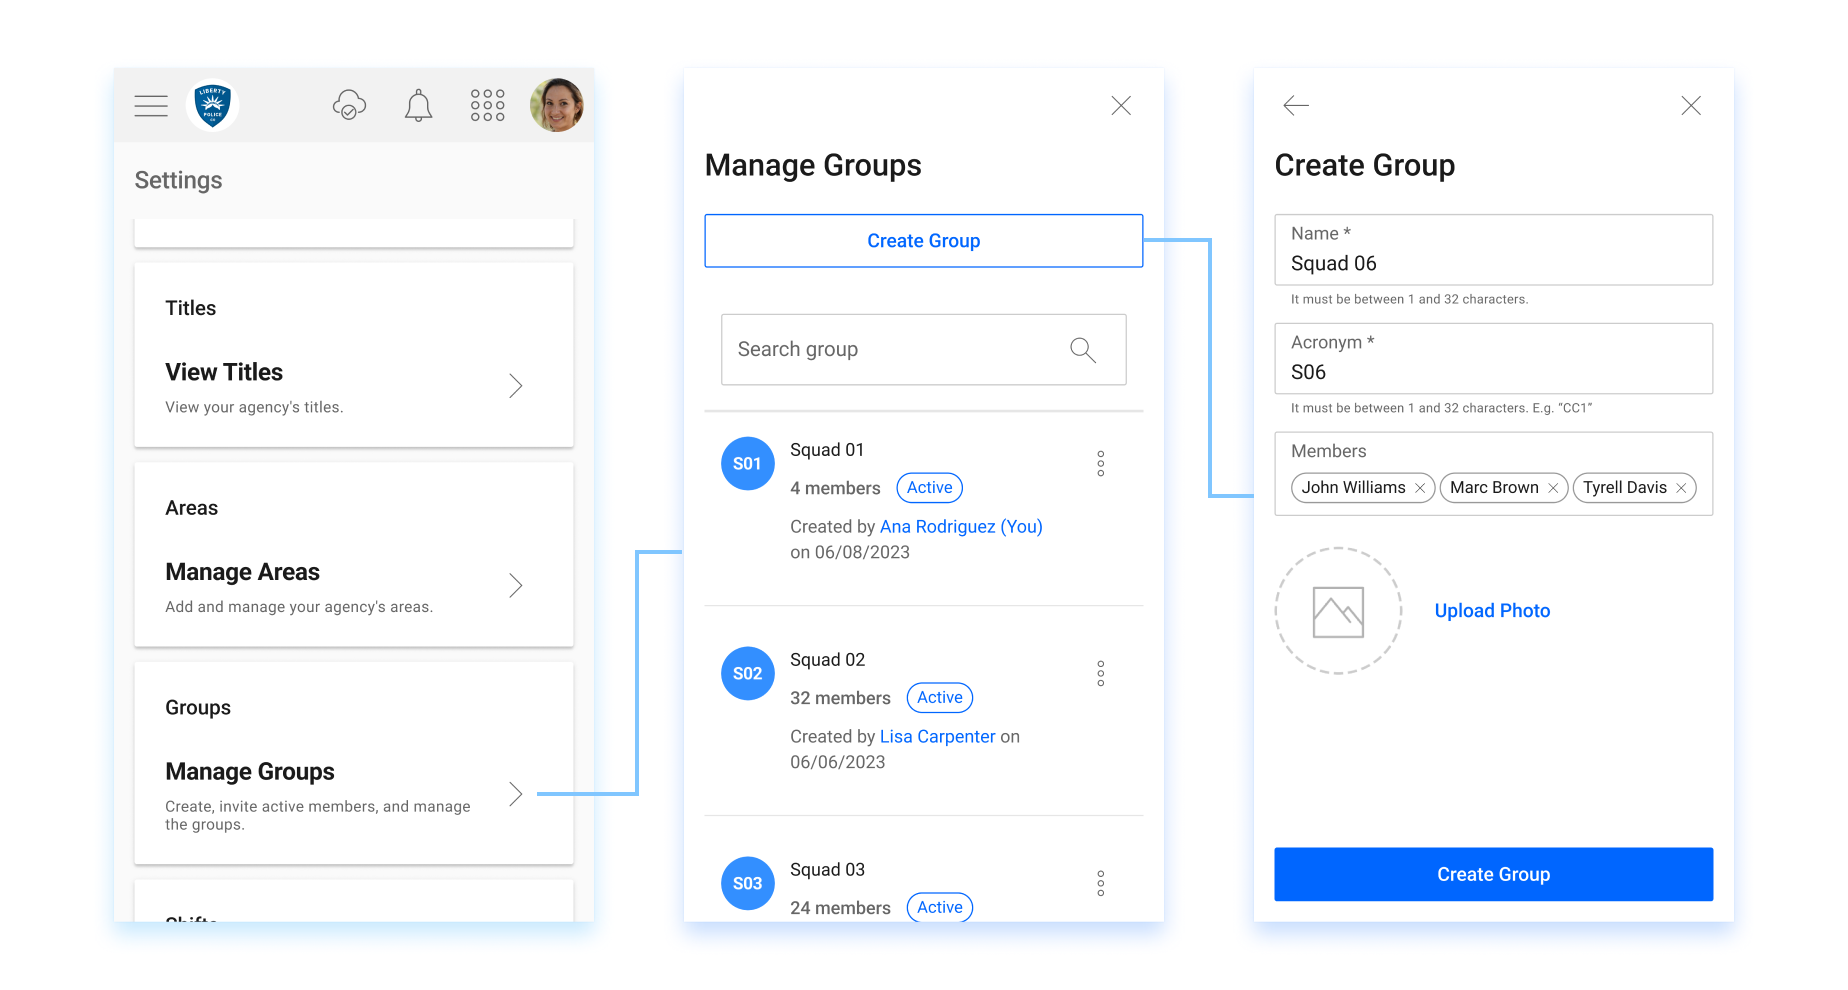 LIBERTY
POLICE
Settings
Titles
View Titles
View your agency's titles.
Areas
Manage Areas
Add and manage your agency's areas.
Groups
Manage Groups
Create, invite active members, and manage
the groups.
Shifts
Manage Groups
Create Group
Search group
S01
Squad 01
4 members Active
Created by Ana Rodriguez (You)
on 06/08/2023
S02
Squad 02
32 members Active
Created by Lisa Carpenter on
06/06/2023
S03
Squad 03
24 members Active
Create Group
Name *
Squad 06
It must be between 1 and 32 characters.
Acronym *
S06
It must be between 1 and 32 characters. E.g. “CC1”
Members
John Williams Marc Brown Tyrell Davis
Upload Photo
Create Group